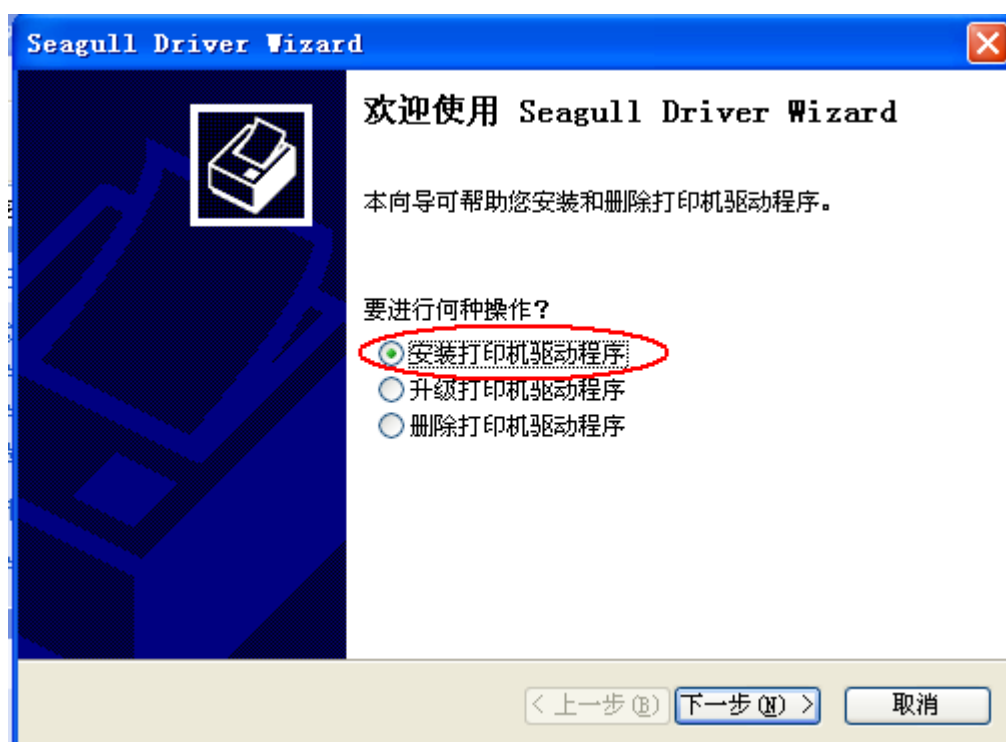 Seagull Driver Wizard
欢迎使用 Seagull Driver Wizard
本向导可帮助您安装和删除打印机驱动程序。
要进行何种操作?
安装打印机驱动程序
升级打印机驱动程序
删除打印机驱动程序
< 上一步(B) 下一步(N) > 取消